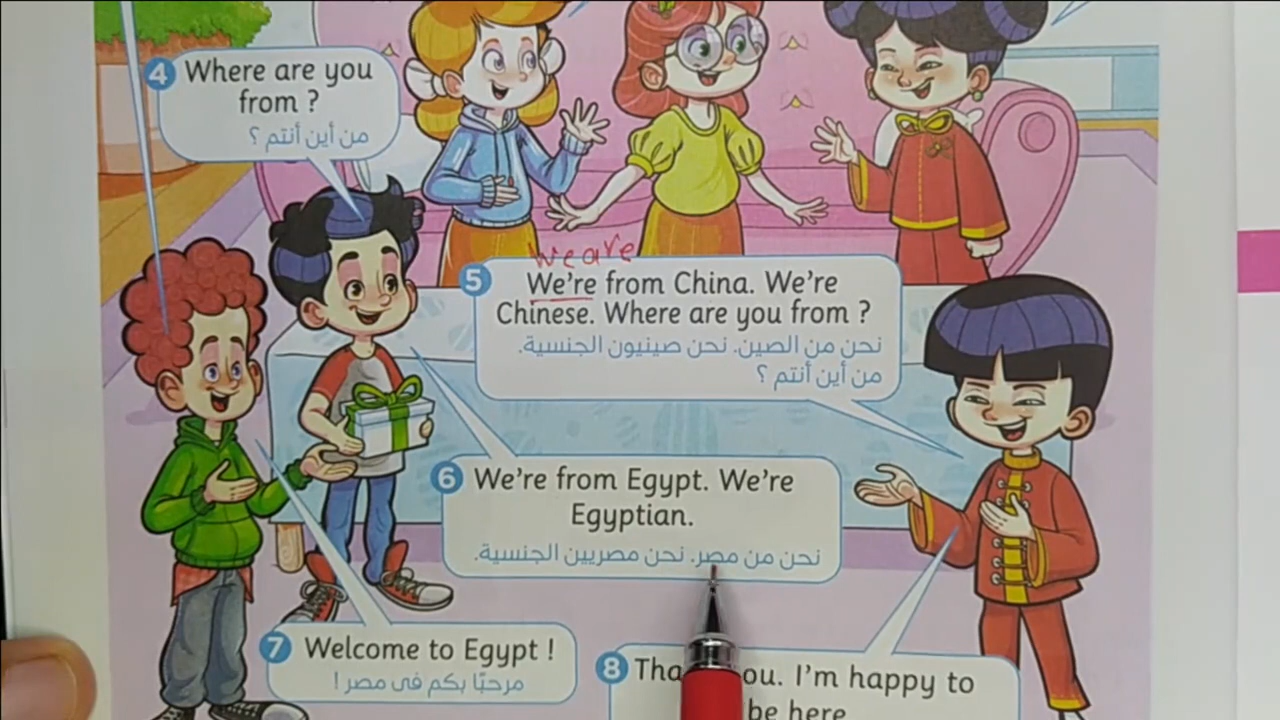 4 Where are you
from ?
من أين أنتم ؟
we are
5 We're from China. We're
Chinese. Where are you from ?
نحن من الصين. نحن صينيون الجنسية.
من أين أنتم ؟
6 We're from Egypt. We're
Egyptian.
نحن من مصر. نحن مصريين الجنسية.
7 Welcome to Egypt !
مرحبًا بكم فى مصر !
8 I'm happy to
be here